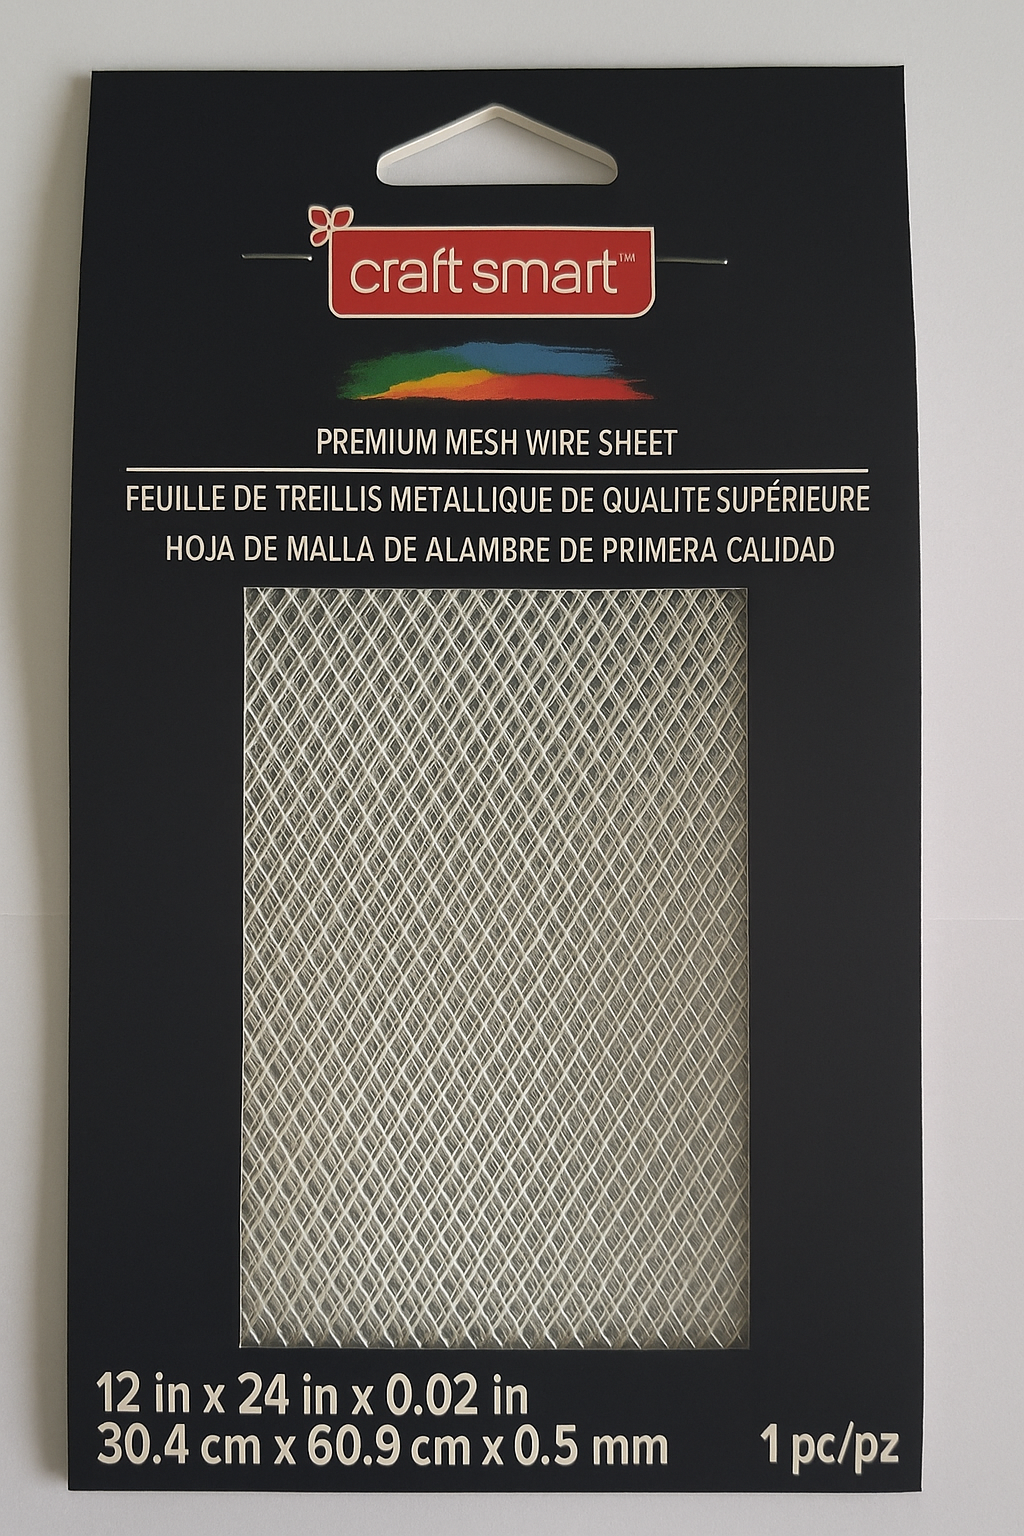 craft smart™
PREMIUM MESH WIRE SHEET
FEUILLE DE TREILLIS METALLIQUE DE QUALITE SUPÉRIEURE
HOJA DE MALLA DE ALAMBRE DE PRIMERA CALIDAD
12 in x 24 in x 0.02 in
30.4 cm x 60.9 cm x 0.5 mm
1 pc/pz